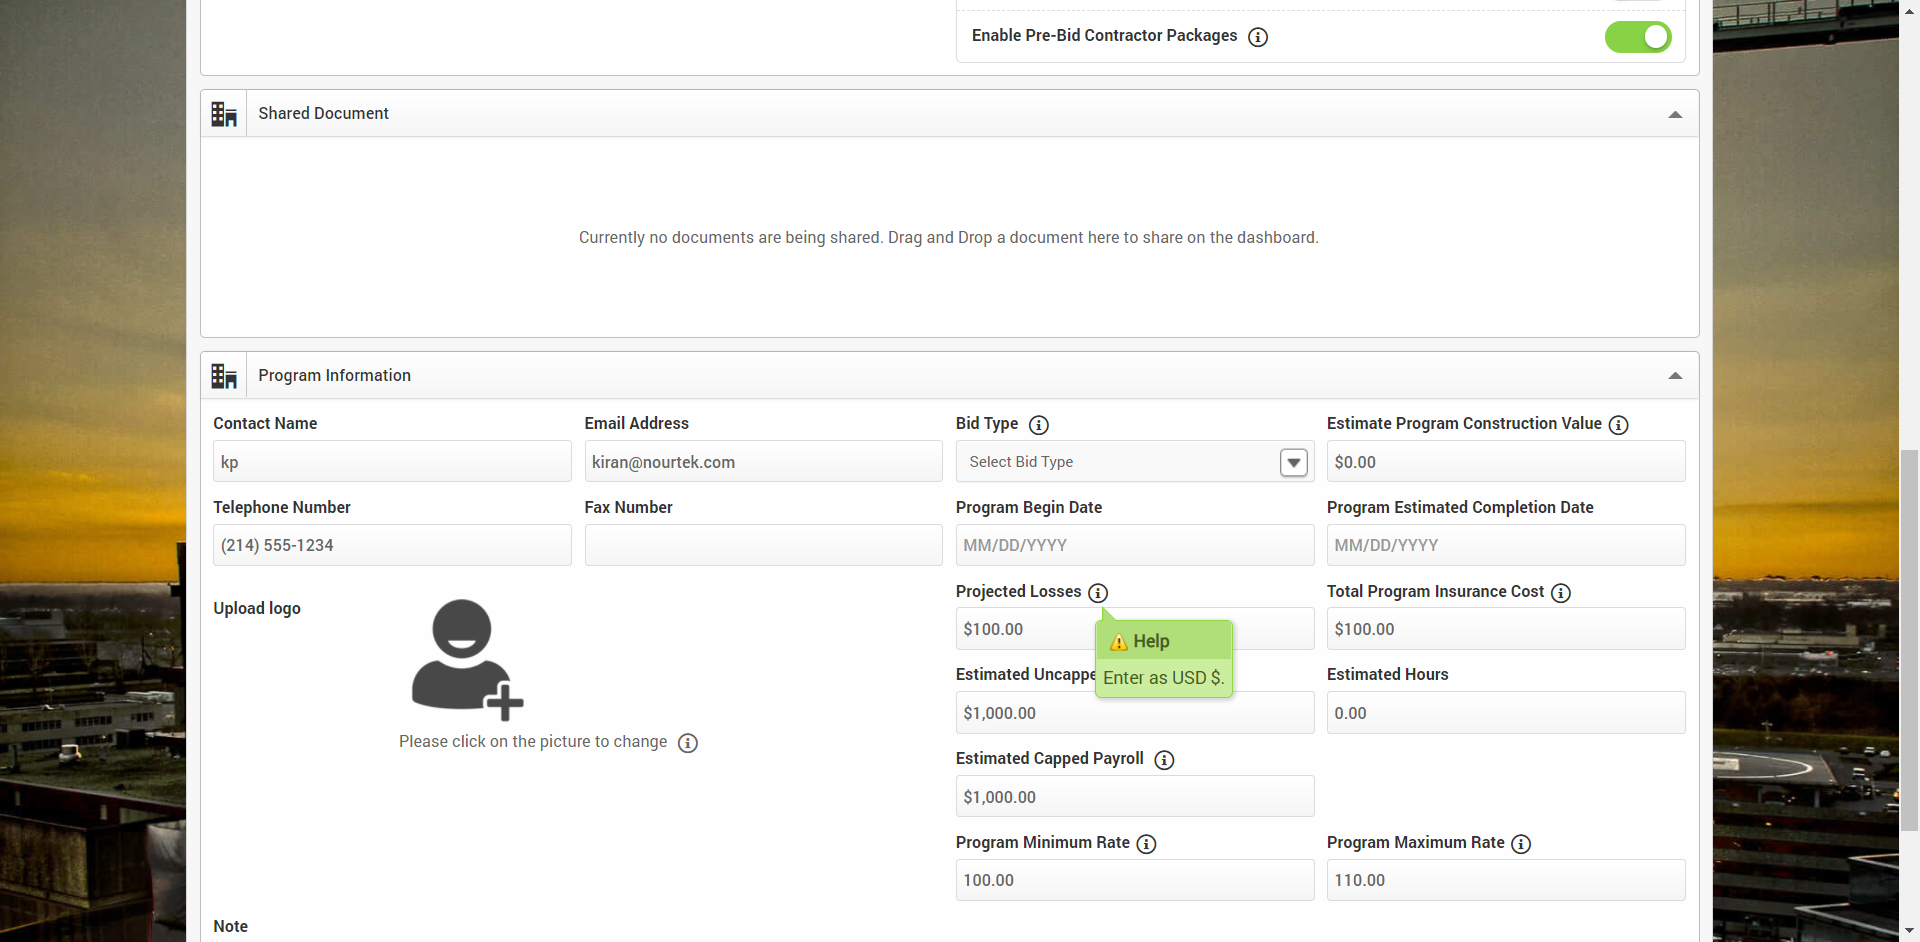 Enable Pre-Bid Contractor Packages
Shared Document
Currently no documents are being shared. Drag and Drop a document here to share on the dashboard.
Program Information
Contact Name
kp
Email Address
kiran@nourtek.com
Bid Type
Select Bid Type
Estimate Program Construction Value
$0.00
Telephone Number
(214) 555-1234
Fax Number
Program Begin Date
MM/DD/YYYY
Program Estimated Completion Date
MM/DD/YYYY
Upload logo
Please click on the picture to change
Projected Losses
$100.00
Help
Enter as USD $.
Total Program Insurance Cost
$100.00
Estimated Uncappe
$1,000.00
Estimated Hours
0.00
Estimated Capped Payroll
$1,000.00
Program Minimum Rate
100.00
Program Maximum Rate
110.00
Note